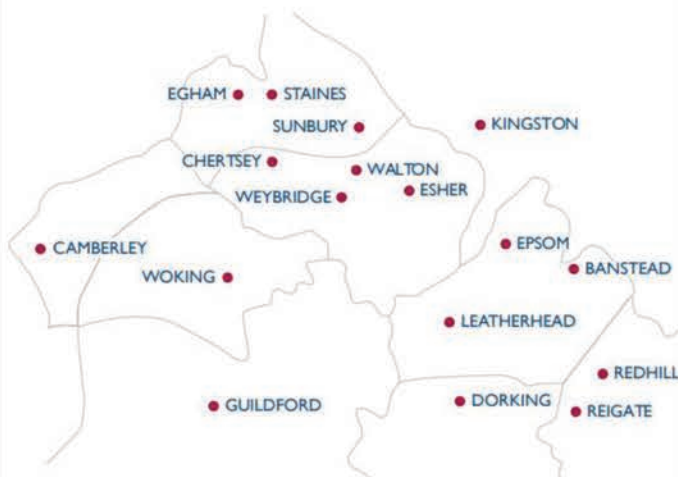 EGHAM
STAINES
SUNBURY
KINGSTON
CHERTSEY
WALTON
WEYBRIDGE
ESHER
CAMBERLEY
EPSOM
BANSTEAD
WOKING
LEATHERHEAD
REDHILL
GUILDFORD
DORKING
REIGATE